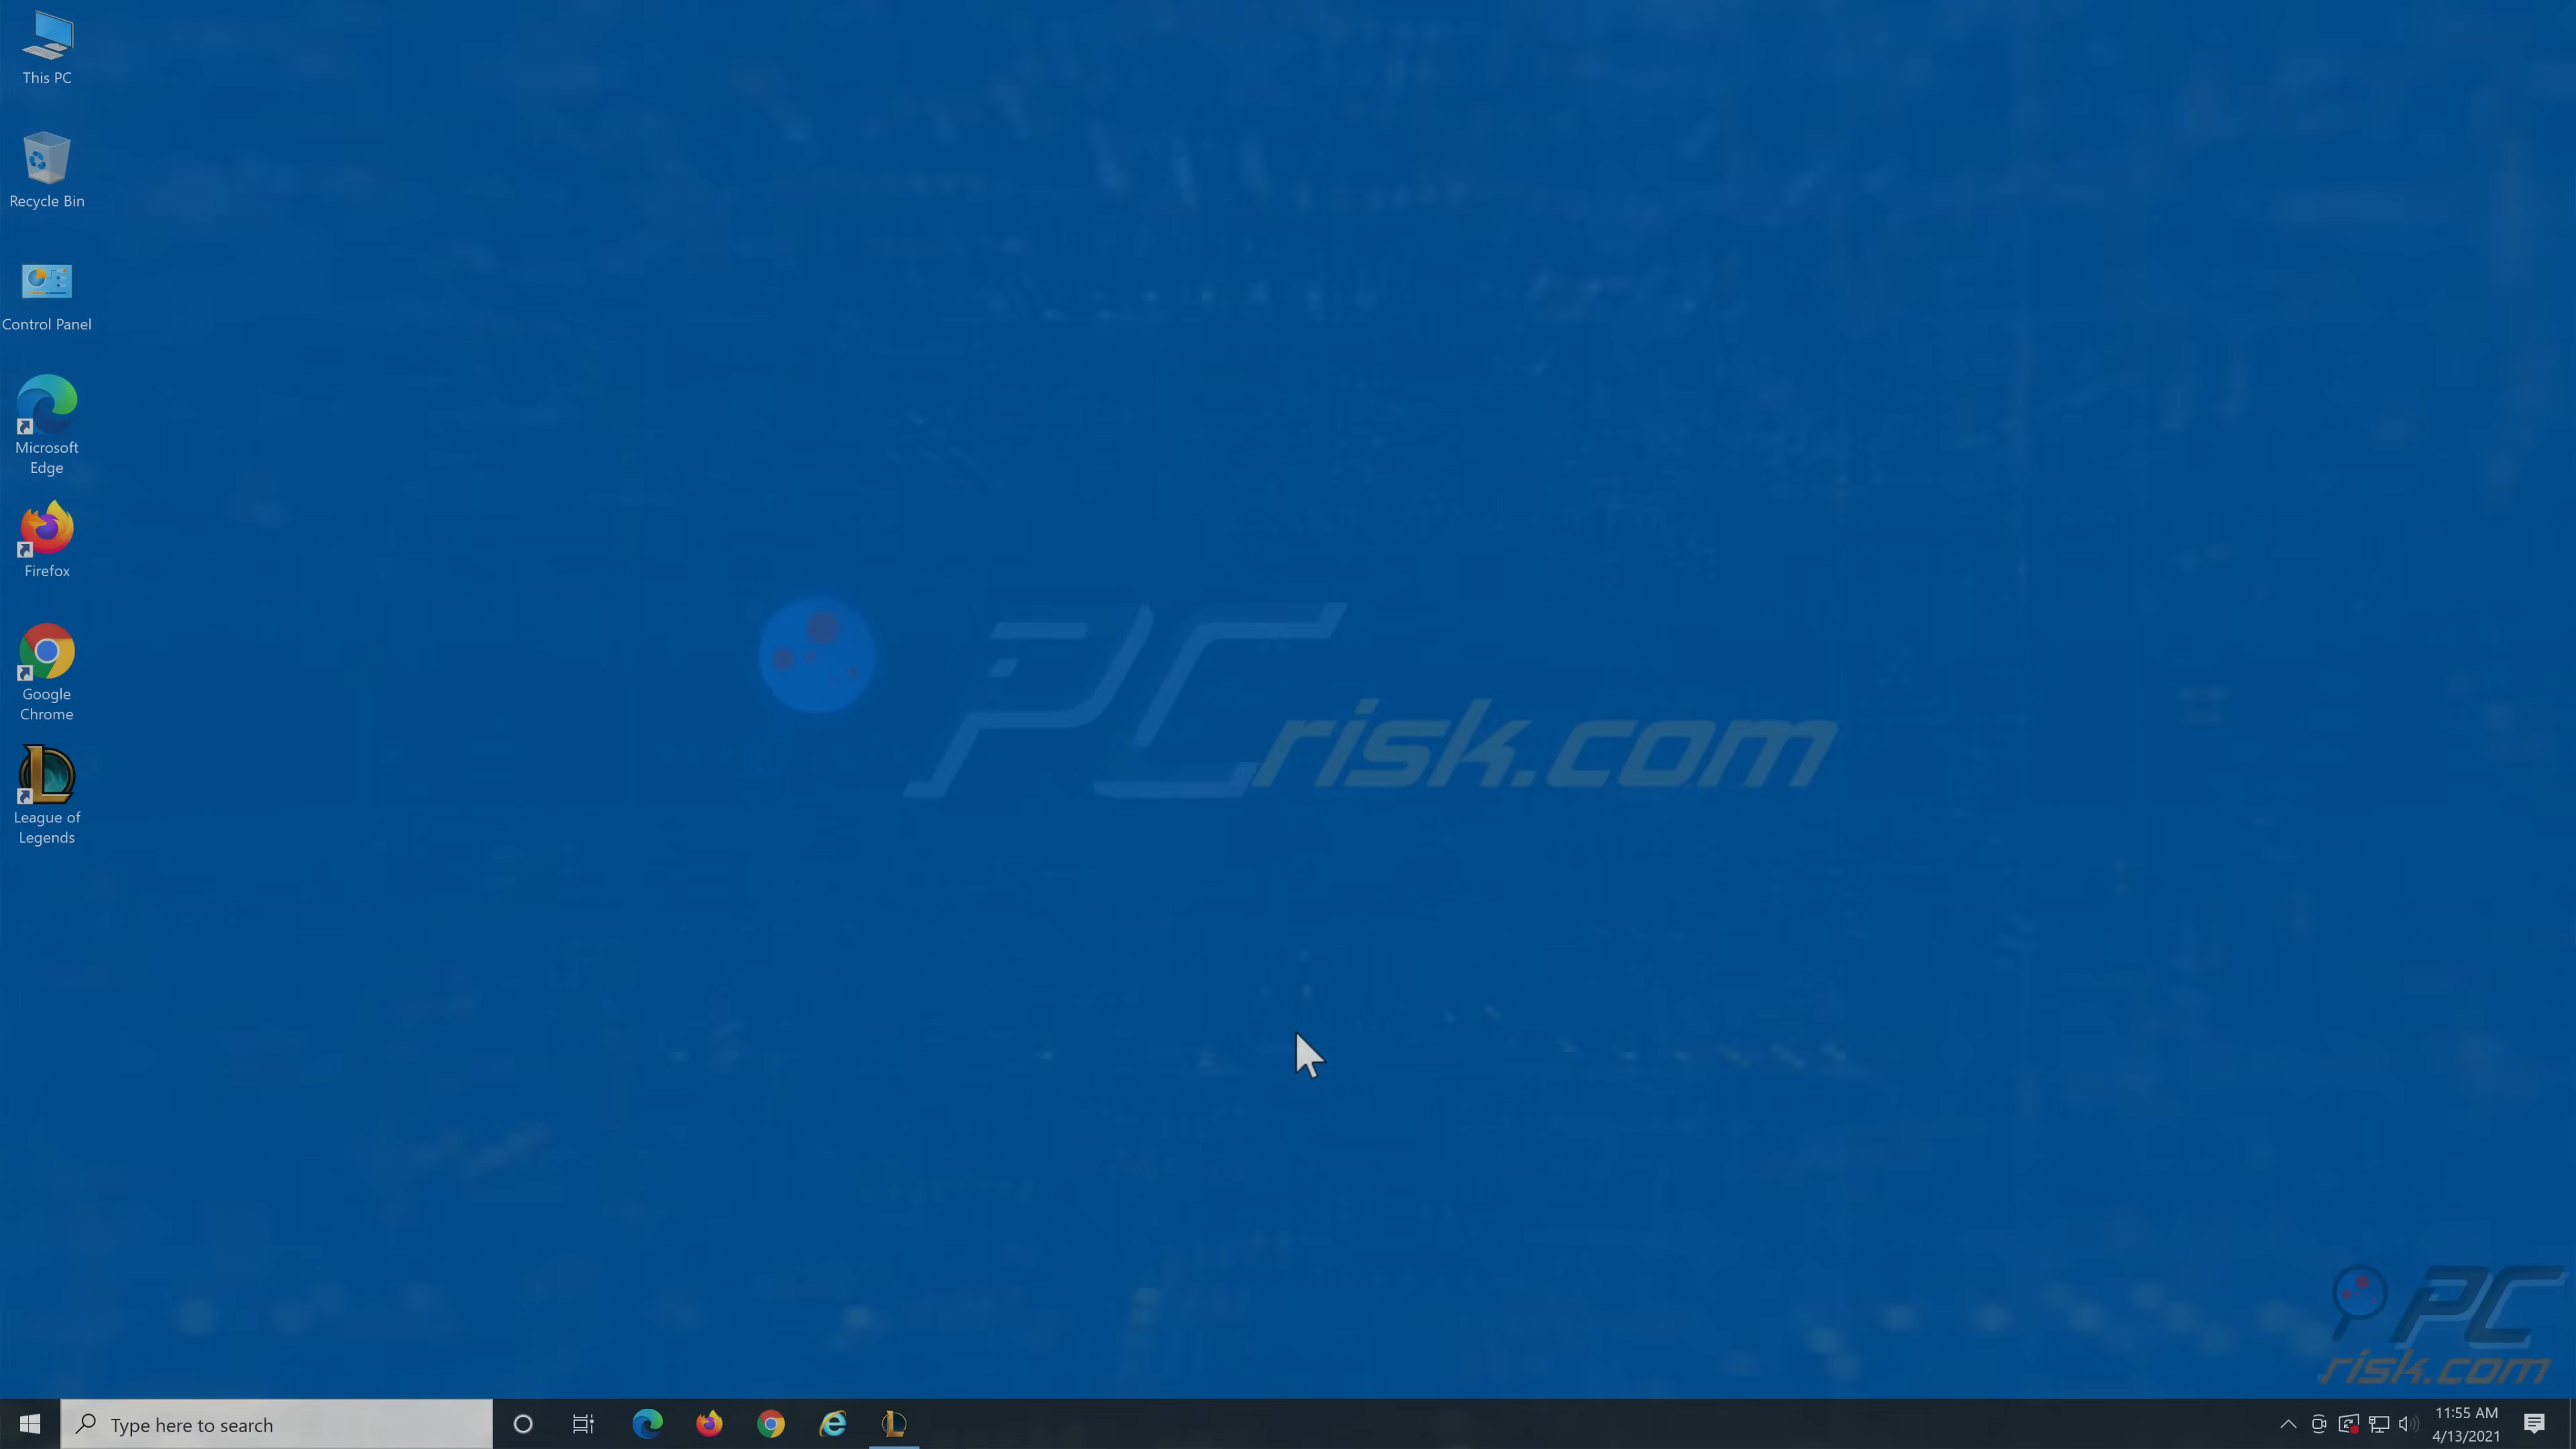 This PC
Recycle Bin
Control Panel
Microsoft
Edge
Firefox
Google
Chrome
League of
Legends
PCrisk.com
PC
risk.com
Type here to search
11:55 AM
4/13/2021